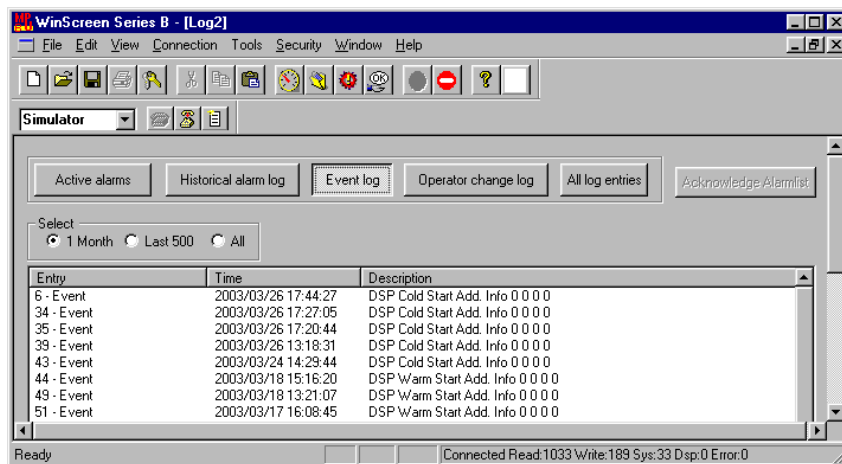 WinScreen Series B - [Log2]
File Edit View Connection Tools Security Window Help
Simulator
Active alarms Historical alarm log Event log Operator change log All log entries Acknowledge Alarmlist
Select
1 Month Last 500 All
Entry Time Description
6 - Event 2003/03/26 17:44:27 DSP Cold Start Add. Info 0 0 0 0
34 - Event 2003/03/26 17:27:05 DSP Cold Start Add. Info 0 0 0 0
35 - Event 2003/03/26 17:20:44 DSP Cold Start Add. Info 0 0 0 0
39 - Event 2003/03/26 13:18:31 DSP Cold Start Add. Info 0 0 0 0
43 - Event 2003/03/24 14:29:44 DSP Cold Start Add. Info 0 0 0 0
44 - Event 2003/03/18 15:16:20 DSP Warm Start Add. Info 0 0 0 0
49 - Event 2003/03/18 13:21:07 DSP Warm Start Add. Info 0 0 0 0
51 - Event 2003/03/17 16:08:45 DSP Warm Start Add. Info 0 0 0 0
Ready Connected Read:1033 Write:189 Sys:33 Dsp:0 Error:0